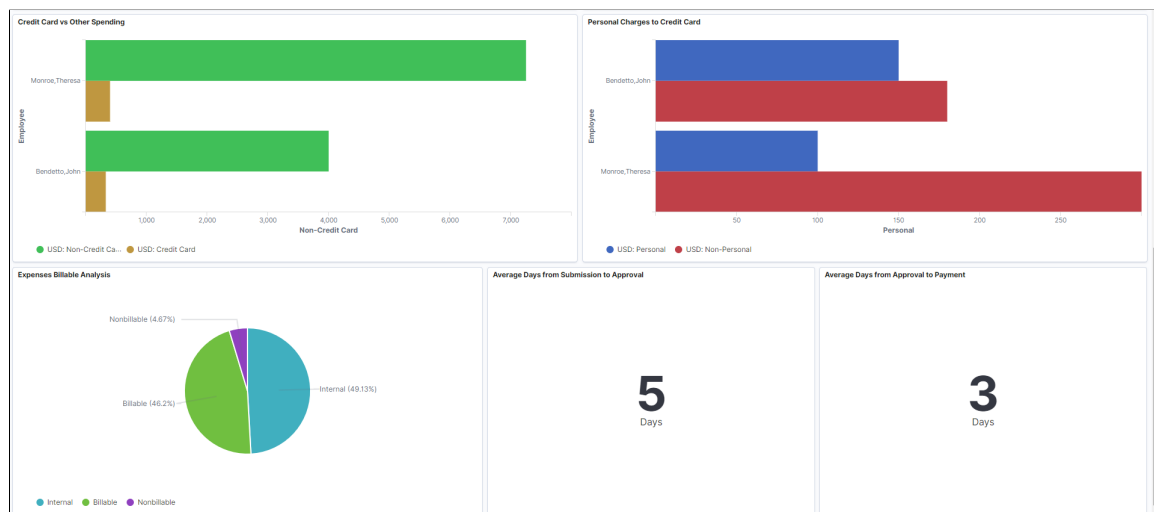 Credit Card vs Other Spending
Employee
Monroe,Theresa
Bendetto,John
1,000 2,000 3,000 4,000 5,000 6,000 7,000
Non-Credit Card
USD: Non-Credit Ca... USD: Credit Card
Personal Charges to Credit Card
Employee
Bendetto,John
Monroe,Theresa
50 100 150 200 250
Personal
USD: Personal USD: Non-Personal
Expenses Billable Analysis
Nonbillable (4.67%)
Internal (49.13%)
Billable (46.2%)
Internal Billable Nonbillable
Average Days from Submission to Approval
5
Days
Average Days from Approval to Payment
3
Days